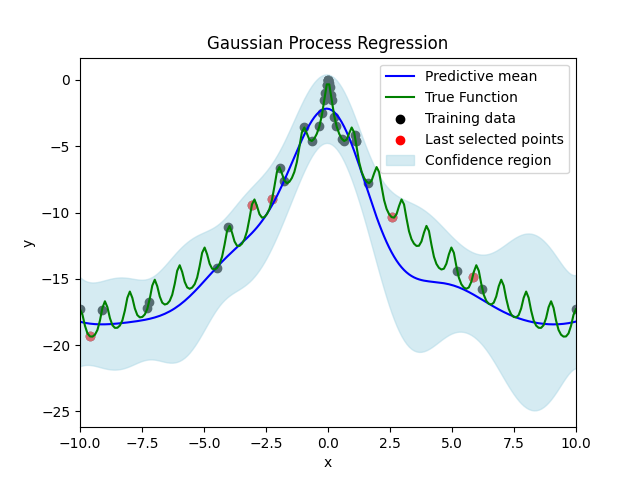 Gaussian Process Regression
Predictive mean
True Function
Training data
Last selected points
Confidence region
y
0
−5
−10
−15
−20
−25
−10.0 −7.5 −5.0 −2.5 0.0 2.5 5.0 7.5 10.0
x